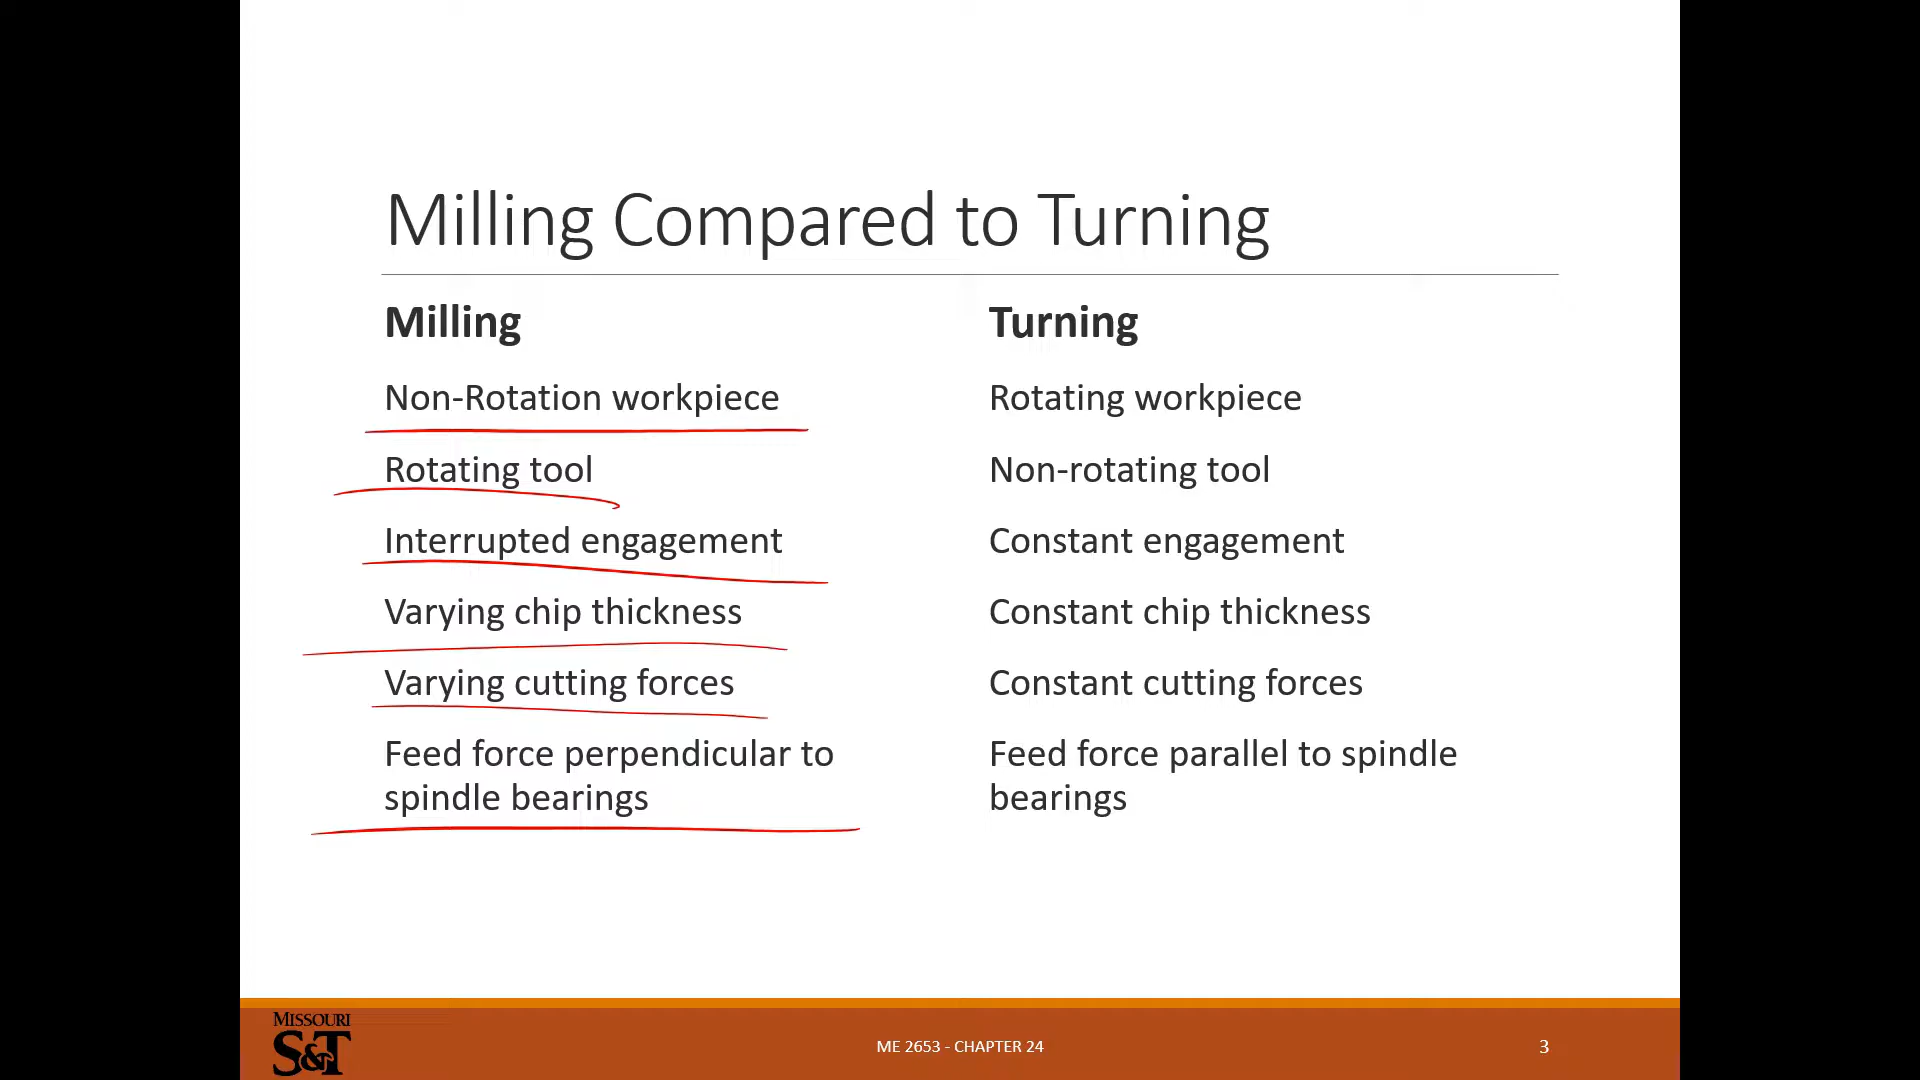 Milling Compared to Turning
Milling
Non-Rotation workpiece
Rotating tool
Interrupted engagement
Varying chip thickness
Varying cutting forces
Feed force perpendicular to
spindle bearings
Turning
Rotating workpiece
Non-rotating tool
Constant engagement
Constant chip thickness
Constant cutting forces
Feed force parallel to spindle
bearings
MISSOURI
S&T
ME 2653 - CHAPTER 24
3